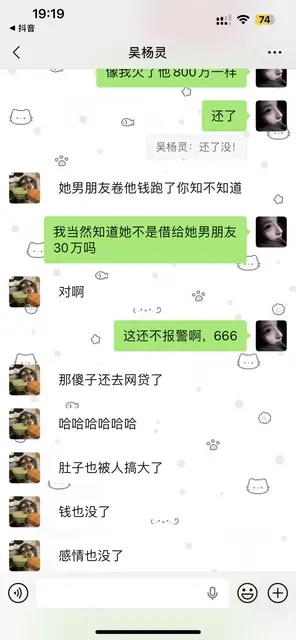 19:19
74
抖音
吴杨灵
像我欠了他800万一样
还了
吴杨灵：还了没！
她男朋友卷他钱跑了你知不知道
我当然知道她不是借给她男朋友
30万吗
对啊
这还不报警啊，666
那傻子还去网贷了
哈哈哈哈哈哈
肚子也被人搞大了
钱也没了
感情也没了